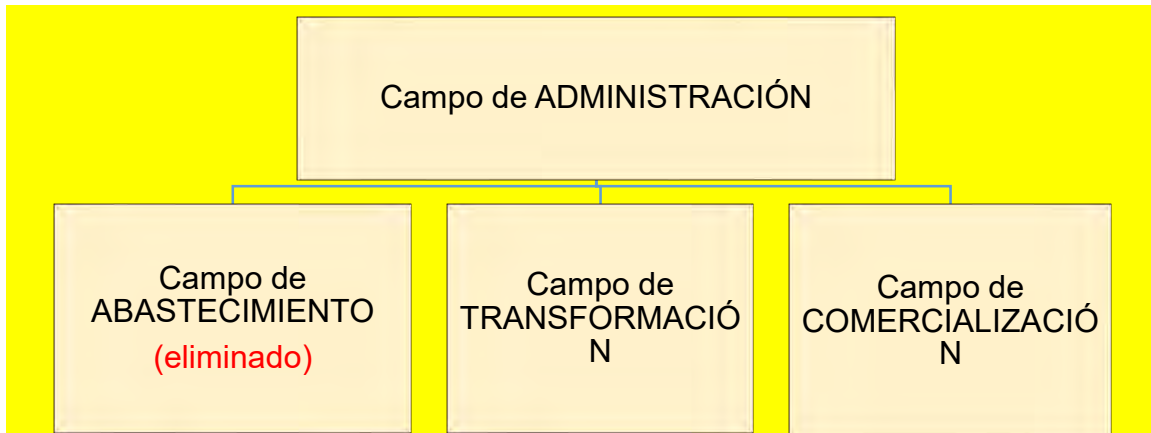 Campo de ADMINISTRACIÓN
Campo de
ABASTECIMIENTO
(eliminado)
Campo de
TRANSFORMACIÓ
N
Campo de
COMERCIALIZACIÓ
N